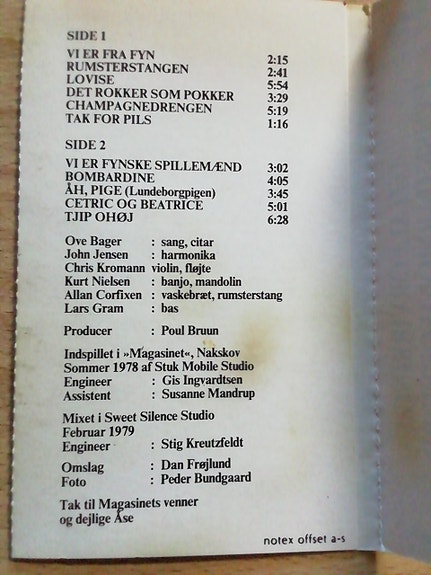 SIDE 1
VI ER FRA FYN 2:15
RUMSTERSTANGEN 2:41
LOVISE 5:54
DET ROKKER SOM POKKER 3:29
CHAMPAGNEDRENGEN 5:19
TAK FOR PILS 1:16
SIDE 2
VI ER FYNSKE SPILLEMÆND 3:02
BOMBARDINE 4:05
ÅH, PIGE (Lundeborgpigen) 3:45
CETRIC OG BEATRICE 5:01
TJIP OHØJ 6:28
Ove Bager : sang, citar
John Jensen : harmonika
Chris Kromann violin, fløjte
Kurt Nielsen : banjo, mandolin
Allan Corfixen : vaskebræt, rumsterstang
Lars Gram : bas
Producer : Poul Bruun
Indspillet i »Magasinet«, Nakskov
Sommer 1978 af Stuk Mobile Studio
Engineer : Gis Ingvardtsen
Assistent : Susanne Mandrup
Mixet i Sweet Silence Studio
Februar 1979
Engineer : Stig Kreutzfeldt
Omslag : Dan Frøjlund
Foto : Peder Bundgaard
Tak til Magasinets venner
og dejlige Åse
notex offset a-s